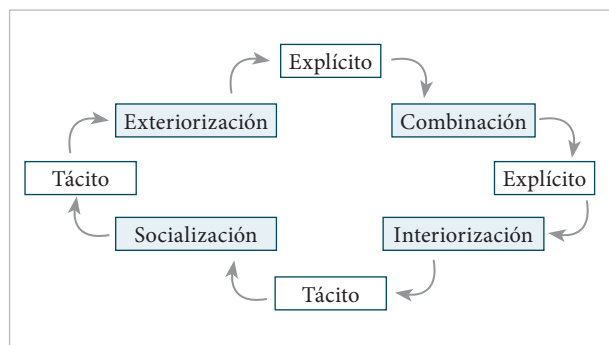 Explícito
Exteriorización
Combinación
Tácito
Explícito
Socialización
Interiorización
Tácito